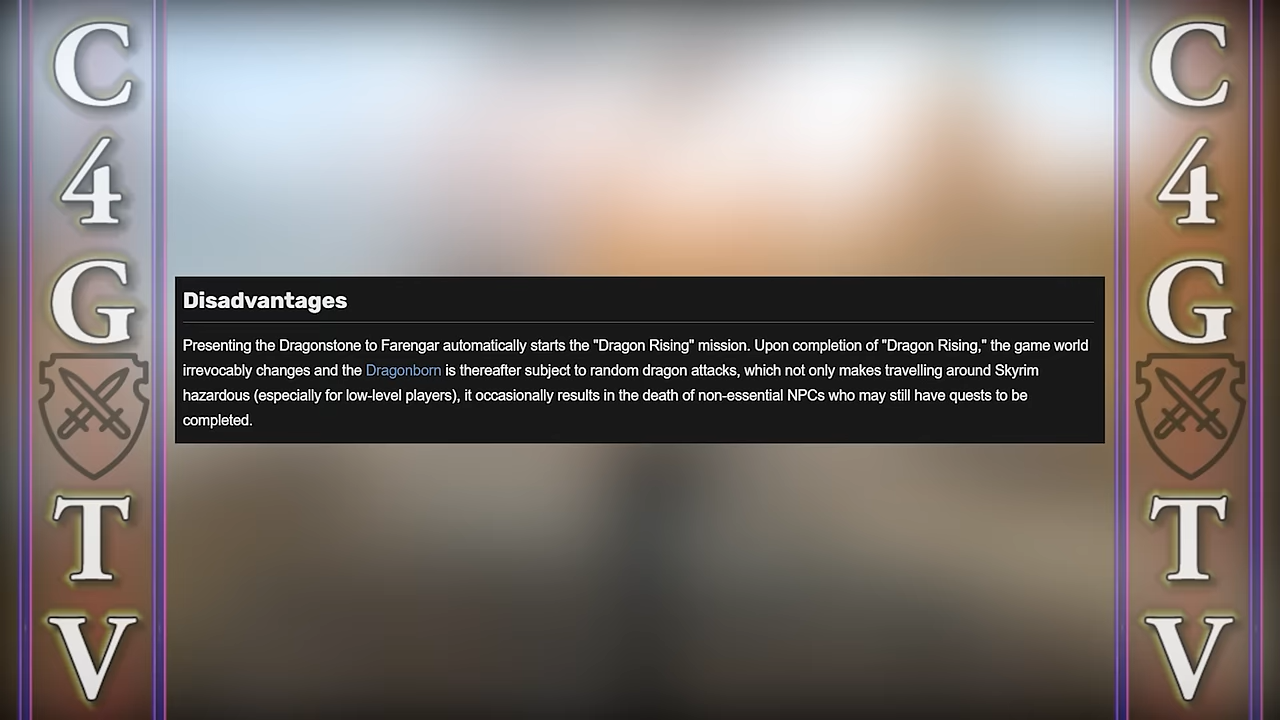 C
4
G
T
V
Disadvantages
Presenting the Dragonstone to Farengar automatically starts the "Dragon Rising" mission. Upon completion of "Dragon Rising," the game world
irrevocably changes and the Dragonborn is thereafter subject to random dragon attacks, which not only makes travelling around Skyrim
hazardous (especially for low-level players), it occasionally results in the death of non-essential NPCs who may still have quests to be
completed.
C
4
G
T
V